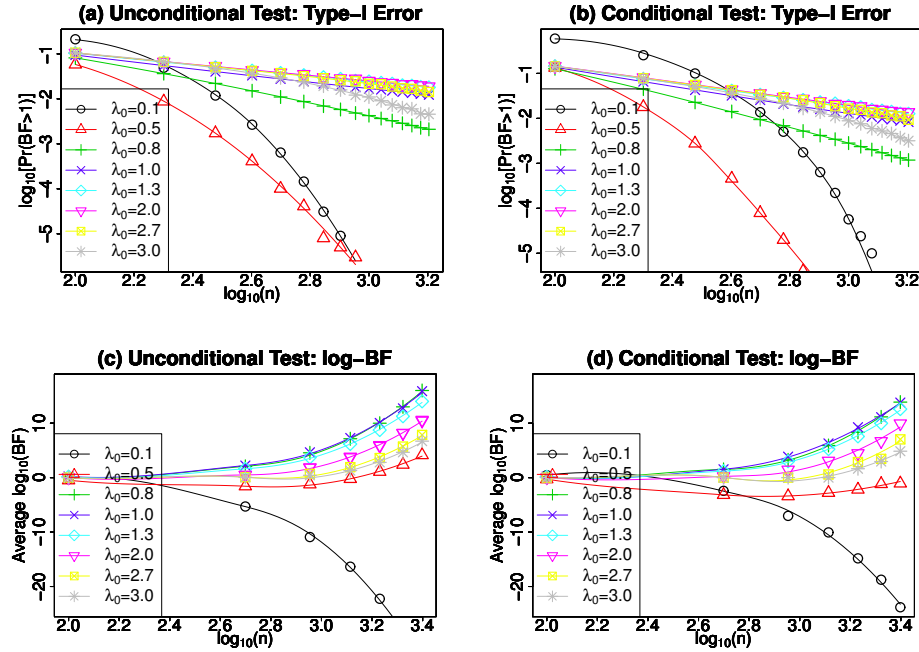 (a) Unconditional Test: Type−I Error
log₁₀[Pr(BF>1)]
-1
-2
-3
-4
-5
λ₀=0.1
λ₀=0.5
λ₀=0.8
λ₀=1.0
λ₀=1.3
λ₀=2.0
λ₀=2.7
λ₀=3.0
2.0 2.2 2.4 2.6 2.8 3.0 3.2
log₁₀(n)
(b) Conditional Test: Type−I Error
log₁₀[Pr(BF>1)]
-1
-2
-3
-4
-5
λ₀=0.1
λ₀=0.5
λ₀=0.8
λ₀=1.0
λ₀=1.3
λ₀=2.0
λ₀=2.7
λ₀=3.0
2.0 2.2 2.4 2.6 2.8 3.0 3.2
log₁₀(n)
(c) Unconditional Test: log−BF
Average log₁₀(BF)
10
0
-10
-20
λ₀=0.1
λ₀=0.5
λ₀=0.8
λ₀=1.0
λ₀=1.3
λ₀=2.0
λ₀=2.7
λ₀=3.0
2.0 2.2 2.4 2.6 2.8 3.0 3.2 3.4
log₁₀(n)
(d) Conditional Test: log−BF
Average log₁₀(BF)
10
0
-10
-20
λ₀=0.1
λ₀=0.5
λ₀=0.8
λ₀=1.0
λ₀=1.3
λ₀=2.0
λ₀=2.7
λ₀=3.0
2.0 2.2 2.4 2.6 2.8 3.0 3.2 3.4
log₁₀(n)